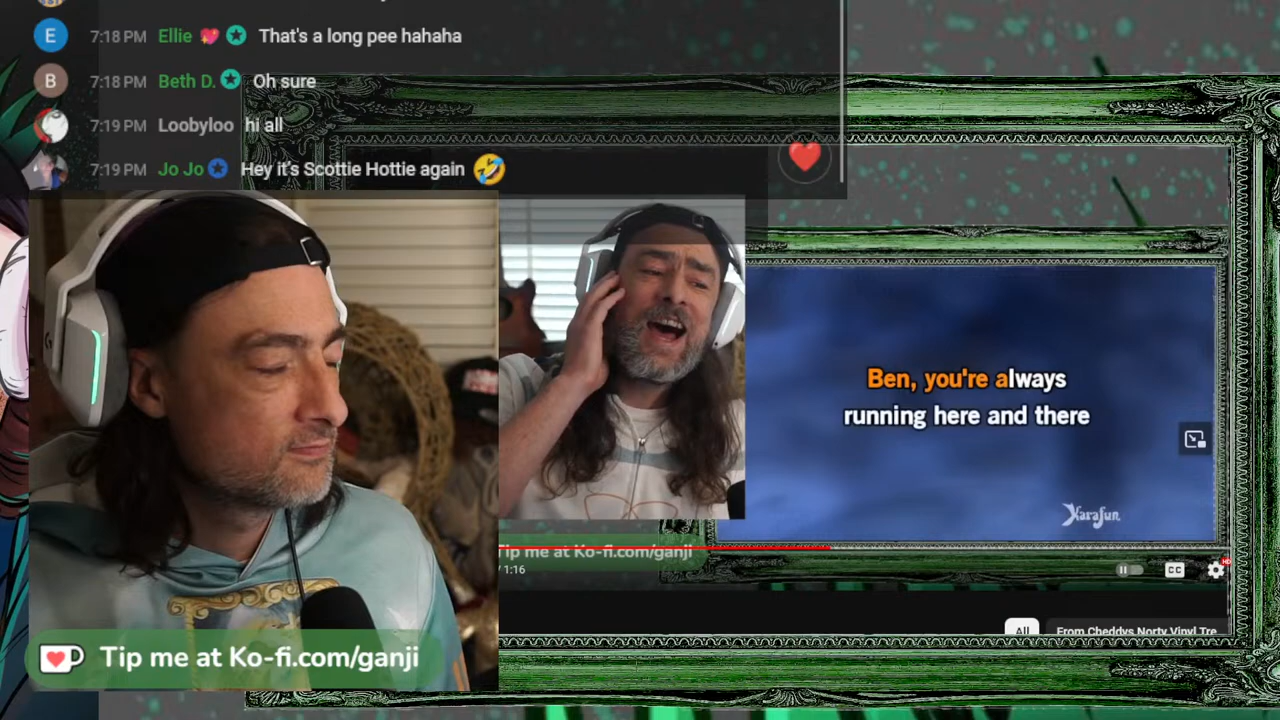 E 7:18 PM Ellie 💖 That's a long pee hahaha
B 7:18 PM Beth D. Oh sure
7:19 PM Loobyloo hi all
7:19 PM Jo Jo Hey it's Scottie Hottie again 🤣
Ben, you're always
running here and there
KaraFun
Tip me at Ko-fi.com/ganji
/ 1:16
CC
HD
All From Cheddys Norty Vinyl Tre
Tip me at Ko-fi.com/ganji